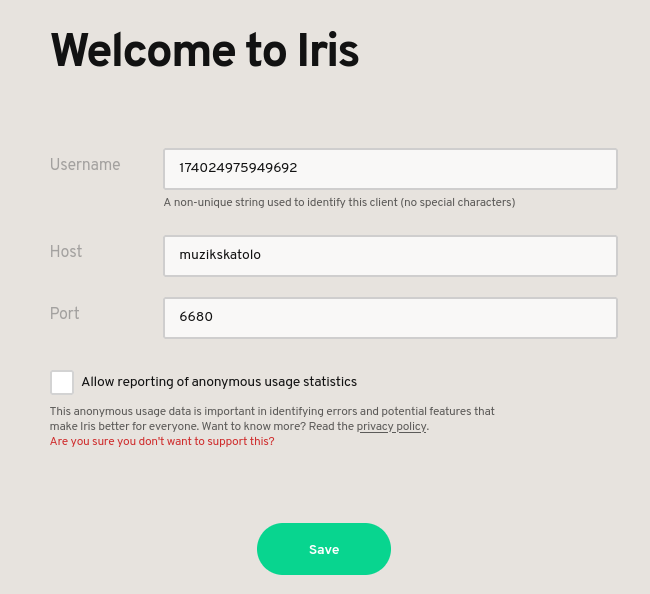 Welcome to Iris
Username
174024975949692
A non-unique string used to identify this client (no special characters)
Host
muzikskatolo
Port
6680
Allow reporting of anonymous usage statistics
This anonymous usage data is important in identifying errors and potential features that
make Iris better for everyone. Want to know more? Read the privacy policy.
Are you sure you don't want to support this?
Save